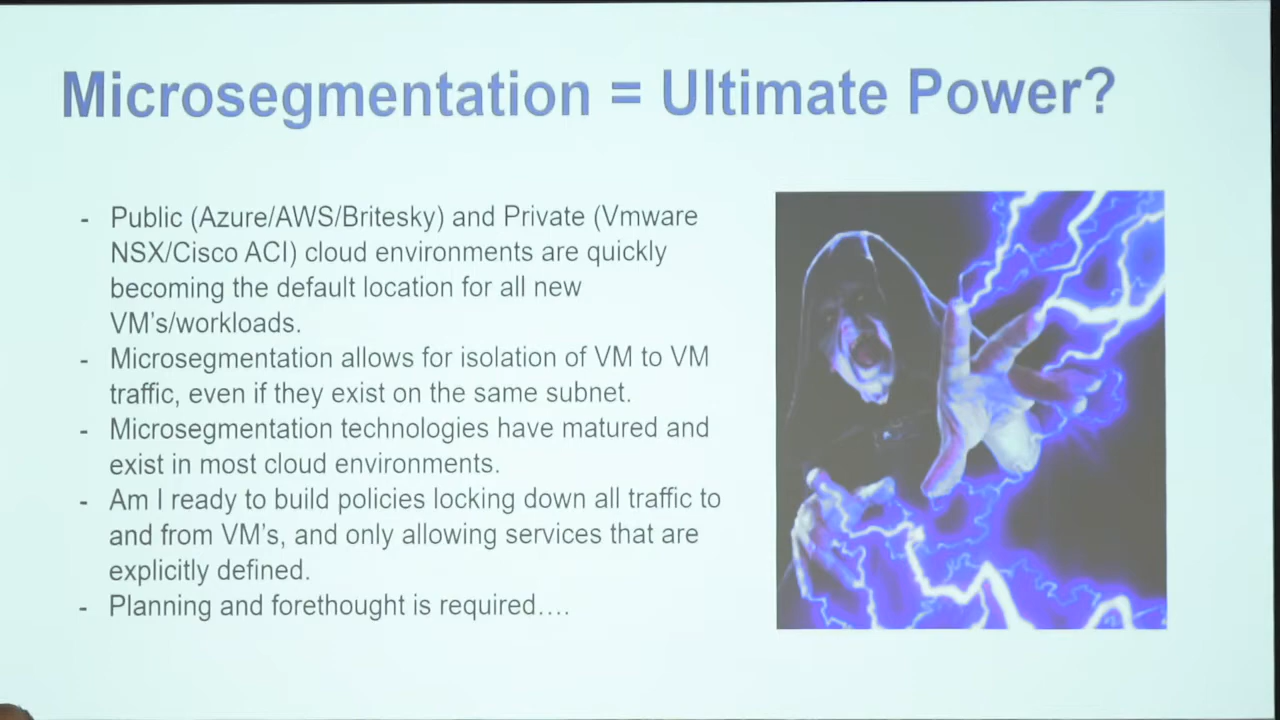 Microsegmentation = Ultimate Power?
- Public (Azure/AWS/Britesky) and Private (Vmware
NSX/Cisco ACI) cloud environments are quickly
becoming the default location for all new
VM's/workloads.
- Microsegmentation allows for isolation of VM to VM
traffic, even if they exist on the same subnet.
- Microsegmentation technologies have matured and
exist in most cloud environments.
- Am I ready to build policies locking down all traffic to
and from VM's, and only allowing services that are
explicitly defined.
- Planning and forethought is required….